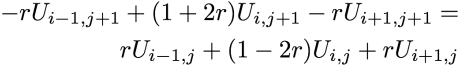 $-rU_{i-1,j+1} + (1+2r)U_{i,j+1} - rU_{i+1,j+1} =$
$rU_{i-1,j} + (1-2r)U_{i,j} + rU_{i+1,j}$